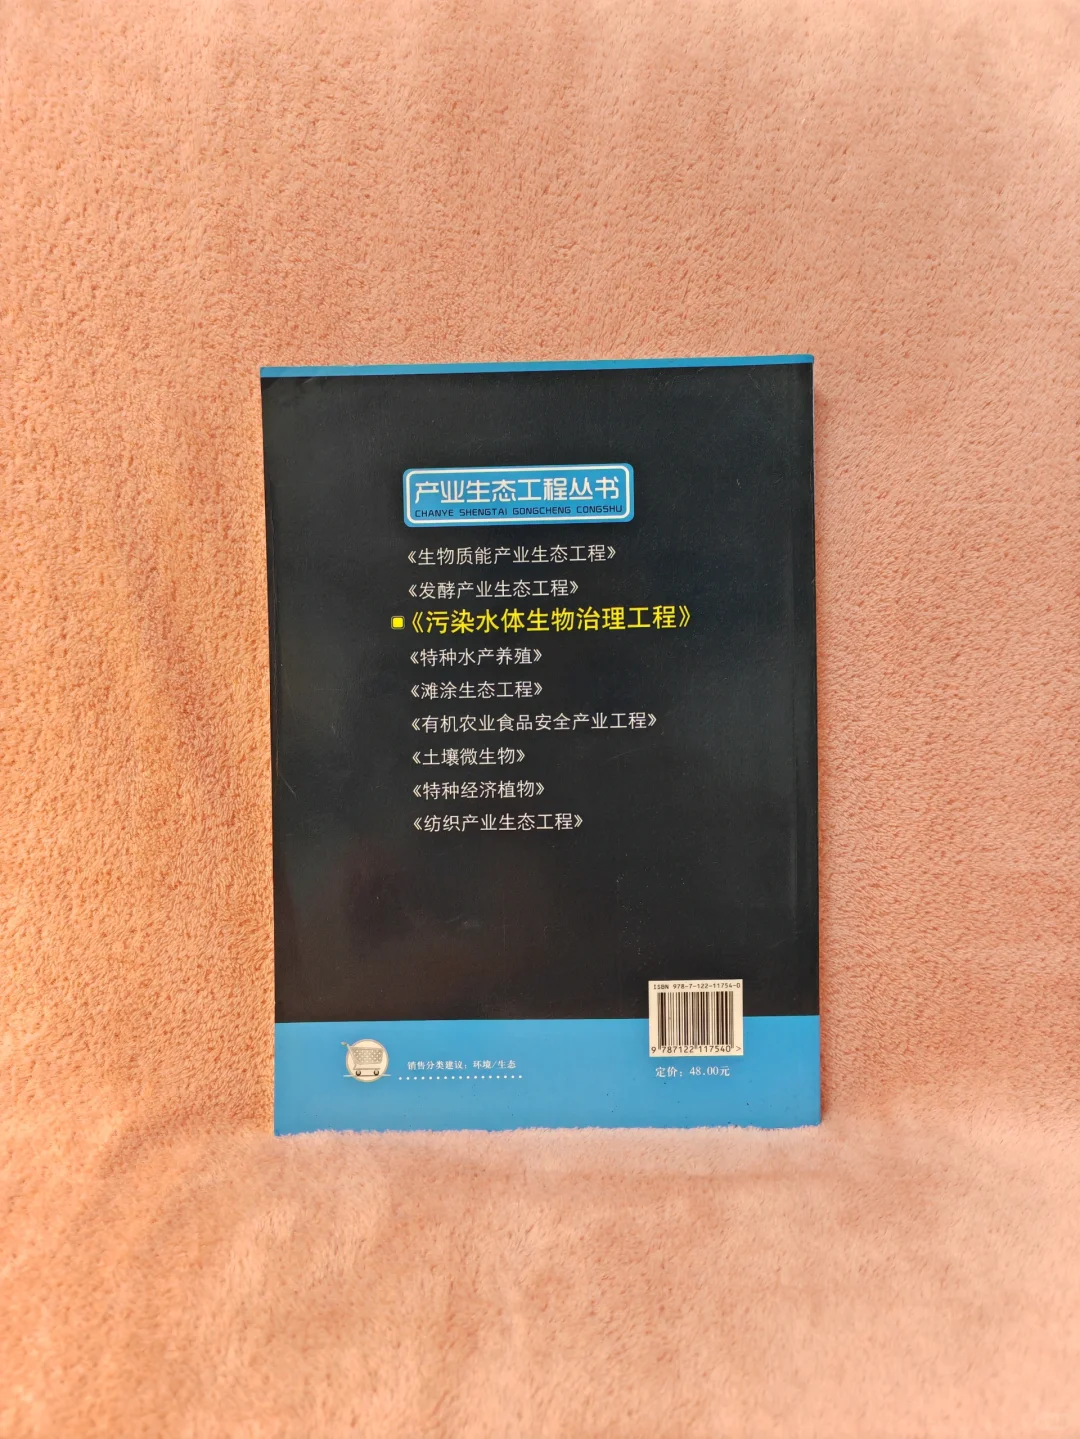 产业生态工程丛书
CHANYE SHENGTAI GONGCHENG CONGSHU
《生物质能产业生态工程》
《发酵产业生态工程》
《污染水体生物治理工程》
《特种水产养殖》
《滩涂生态工程》
《有机农业食品安全产业工程》
《土壤微生物》
《特种经济植物》
《纺织产业生态工程》
ISBN 978-7-122-11754-0
9 787122 117540 >
销售分类建议：环境/生态
定价：48.00元